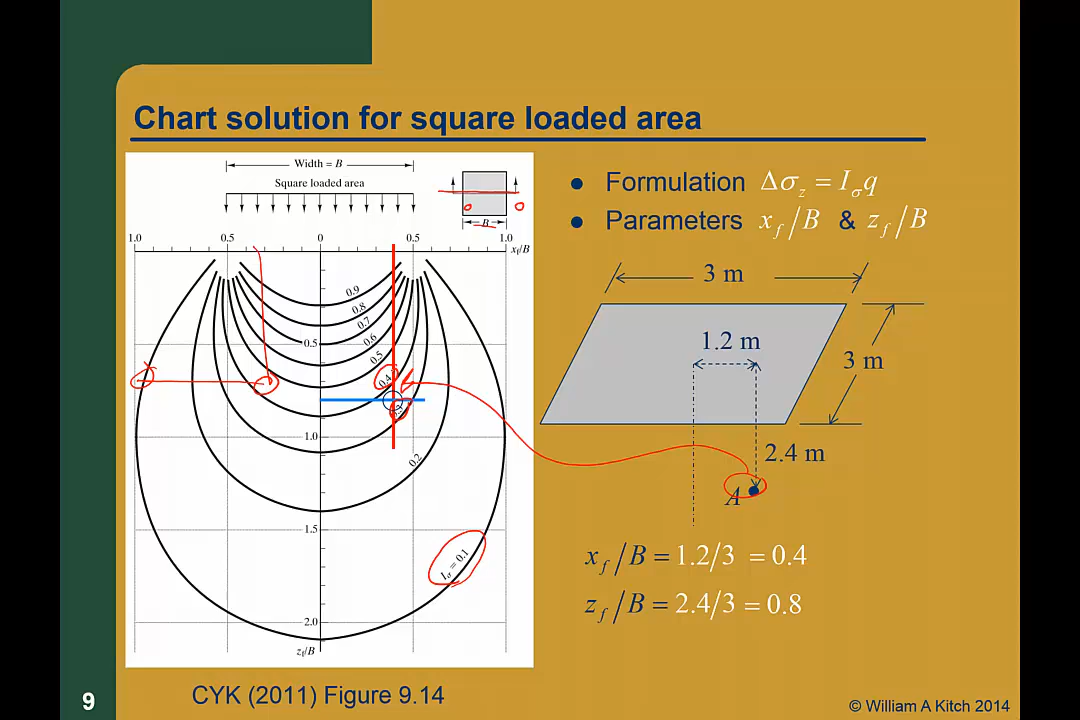 Chart solution for square loaded area
Width = B
Square loaded area
B
1.0 0.5 0 0.5 1.0
x_f/B
0.9
0.8
0.7
0.6
0.5
0.4
0.3
0.2
I_σ = 0.1
0.5
1.0
1.5
2.0
z_f/B
Formulation Δσ_z = I_σ q
Parameters x_f/B & z_f/B
3 m
1.2 m
3 m
2.4 m
A
x_f/B = 1.2/3 = 0.4
z_f/B = 2.4/3 = 0.8
9
CYK (2011) Figure 9.14
© William A Kitch 2014